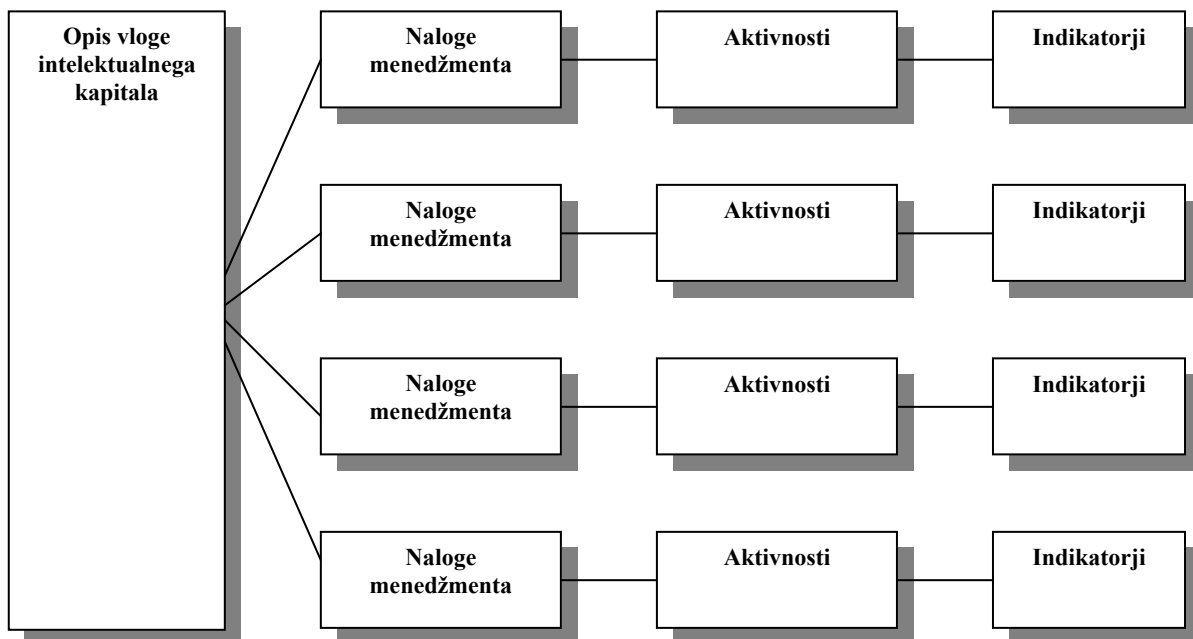 Opis vloge
intelektualnega
kapitala
Naloge
menedžmenta
Aktivnosti
Indikatorji
Naloge
menedžmenta
Aktivnosti
Indikatorji
Naloge
menedžmenta
Aktivnosti
Indikatorji
Naloge
menedžmenta
Aktivnosti
Indikatorji